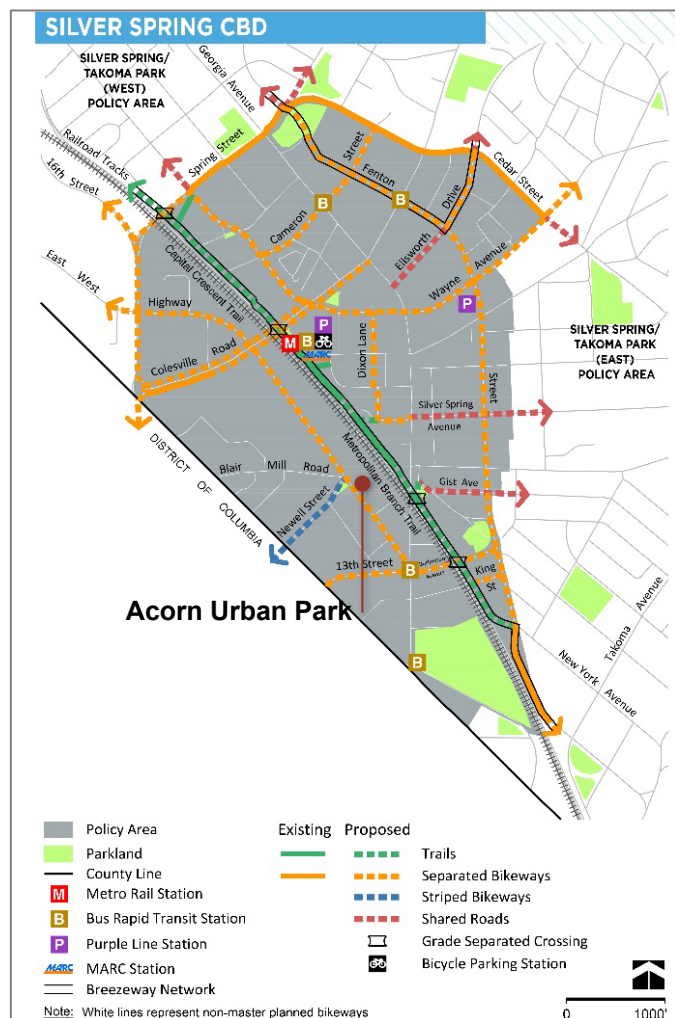 SILVER SPRING CBD
SILVER SPRING/
TAKOMA PARK
(WEST)
POLICY AREA
Georgia Avenue
Spring Street
Railroad Tracks
16th Street
East West
Highway
Cameron
Street
Fenton
Drive
Ellsworth
Cedar Street
Wayne Avenue
Capital Crescent Trail
Colesville Road
B
B
P
P
M
B
MARC
Dixon Lane
Street
SILVER SPRING/
TAKOMA PARK
(EAST)
POLICY AREA
Silver Spring
Avenue
Metropolitan Branch Trail
Gist Ave
Blair Mill Road
Newell Street
DISTRICT OF COLUMBIA
13th Street
B
King
St
Acorn Urban Park
B
Takoma Avenue
New York Avenue
Policy Area
Parkland
County Line
M Metro Rail Station
B Bus Rapid Transit Station
P Purple Line Station
MARC MARC Station
Breezeway Network
Note: White lines represent non-master planned bikeways
Existing Proposed
Trails
Separated Bikeways
Striped Bikeways
Shared Roads
Grade Separated Crossing
Bicycle Parking Station
0 1000'